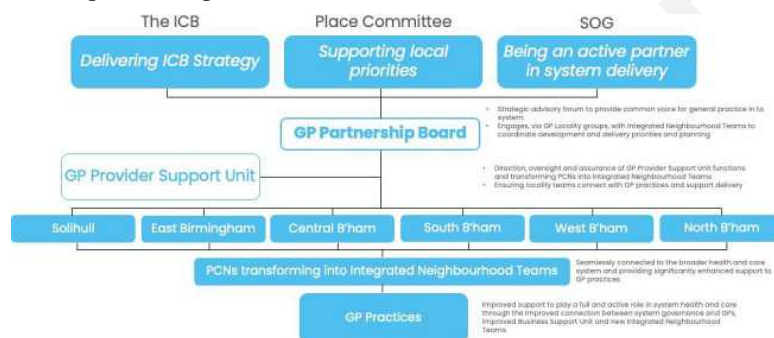 The ICB
Place Committee
SOG
Delivering ICB Strategy
Supporting local
priorities
Being an active partner
in system delivery
GP Partnership Board
• Strategic advisory forum to provide common voice for general practice in to
system
• Engages, via GP Locality groups, with Integrated Neighbourhood Teams to
coordinate development and delivery priorities and planning
GP Provider Support Unit
• Direction, oversight and assurance of GP Provider Support Unit functions
and transforming PCNs into Integrated Neighbourhood Teams
• Ensuring locality teams connect with GP practices and support delivery
Solihull
East Birmingham
Central B'ham
South B'ham
West B'ham
North B'ham
PCNs transforming into Integrated Neighbourhood Teams
Seamlessly connected to the broader health and care
system and providing significantly enhanced support to
GP practices
GP Practices
Improved support to play a full and active role in system health and care
through the improved connection between system governance and GPs,
Improved Business Support Unit and new Integrated Neighbourhood
Teams